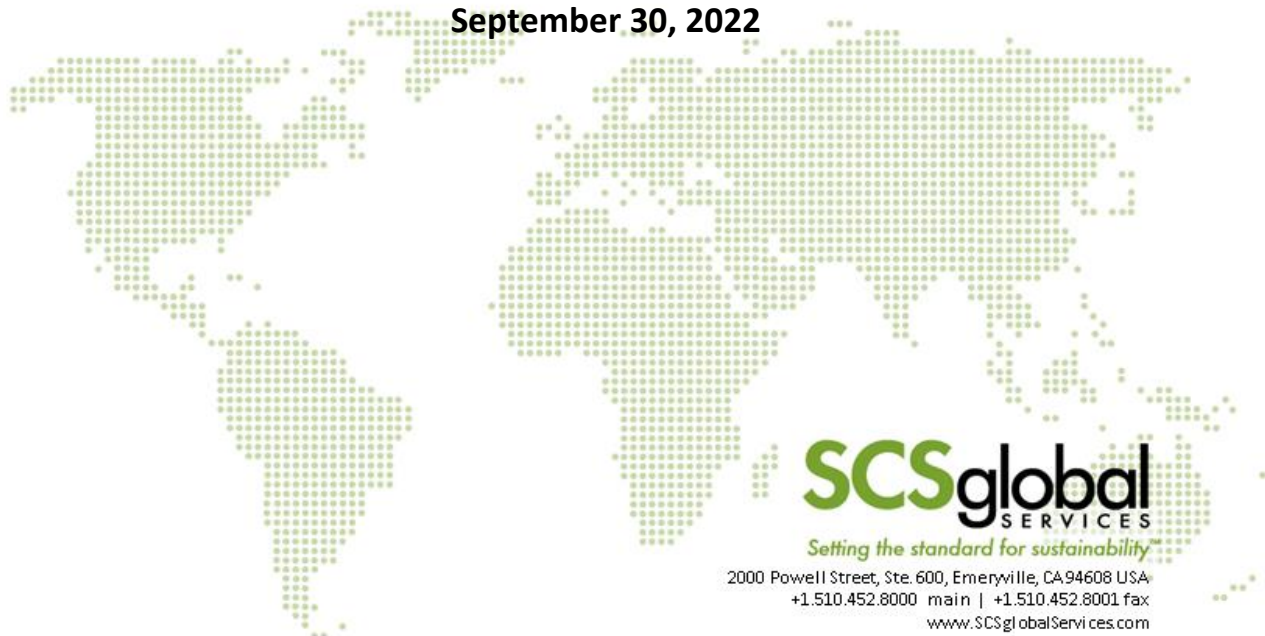 September 30, 2022
SCSglobal
SERVICES
Setting the standard for sustainability™
2000 Powell Street, Ste. 600, Emeryville, CA 94608 USA
+1.510.452.8000 main | +1.510.452.8001 fax
www.SCSglobalServices.com